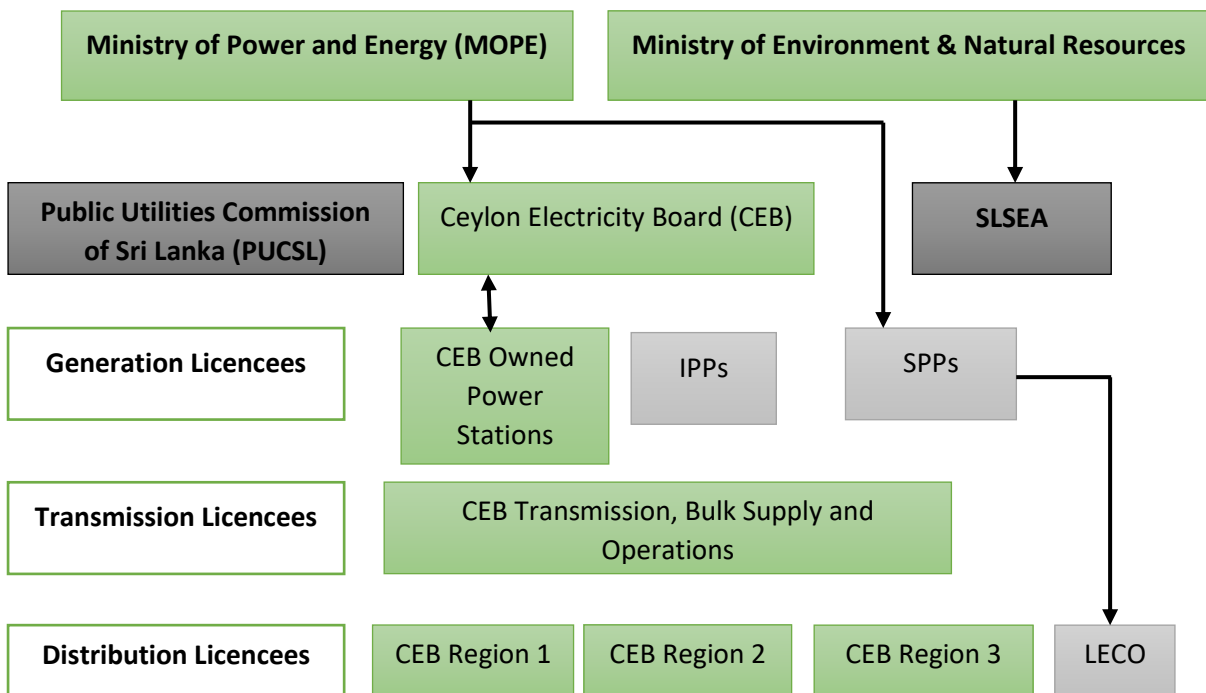 Ministry of Power and Energy (MOPE)
Ministry of Environment & Natural Resources
Public Utilities Commission
of Sri Lanka (PUCSL)
Ceylon Electricity Board (CEB)
SLSEA
Generation Licencees
CEB Owned
Power
Stations
IPPs
SPPs
Transmission Licencees
CEB Transmission, Bulk Supply and
Operations
Distribution Licencees
CEB Region 1
CEB Region 2
CEB Region 3
LECO